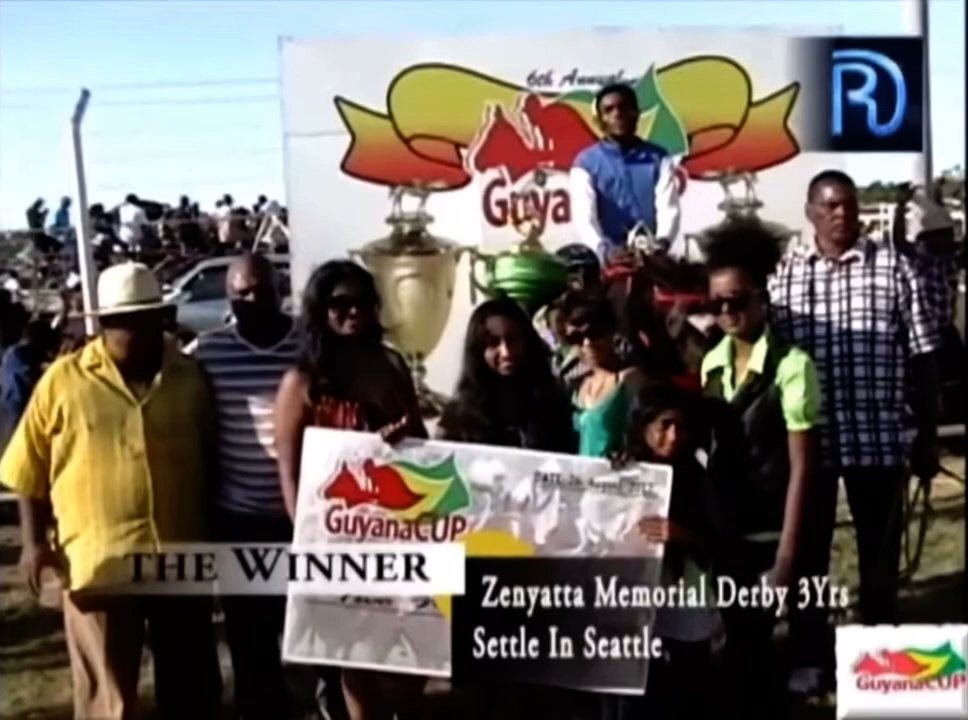 6th Annual
Guya
GuyanaCUP
THE WINNER
Zenyatta Memorial Derby 3Yrs
Settle In Seattle
GuyanaCUP